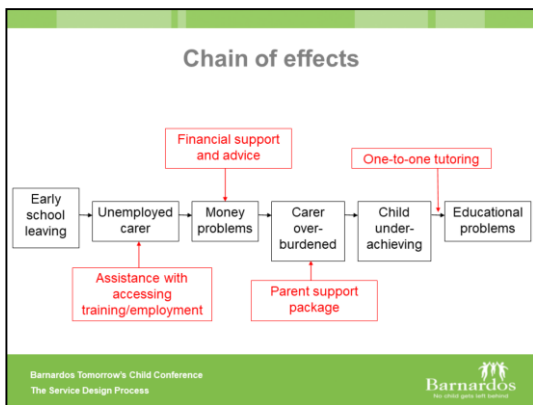 Chain of effects
Financial support
and advice
One-to-one tutoring
Early
school
leaving
Unemployed
carer
Money
problems
Carer
over-
burdened
Child
under-
achieving
Educational
problems
Assistance with
accessing
training/employment
Parent support
package
Barnardos Tomorrow's Child Conference
The Service Design Process
Barnardos
No child gets left behind